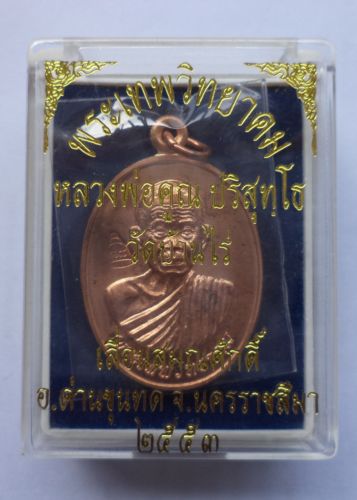 พระเทพวิทยาคม
หลวงพ่อคูณ ปริสุทฺโธ
วัดบ้านไร่
เลื่อนสมณศักดิ์
อ.ด่านขุนทด จ.นครราชสีมา
๒๕๕๓